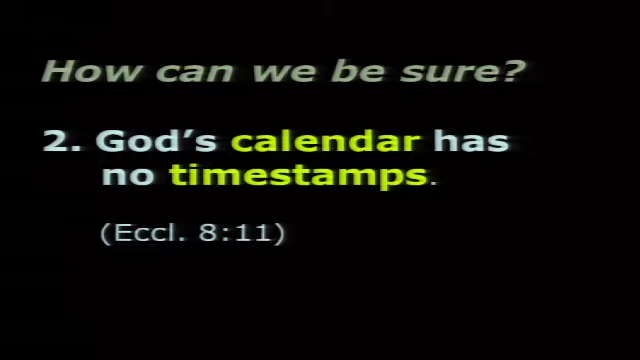 How can we be sure?
2. God's calendar has
no timestamps.
(Eccl. 8:11)